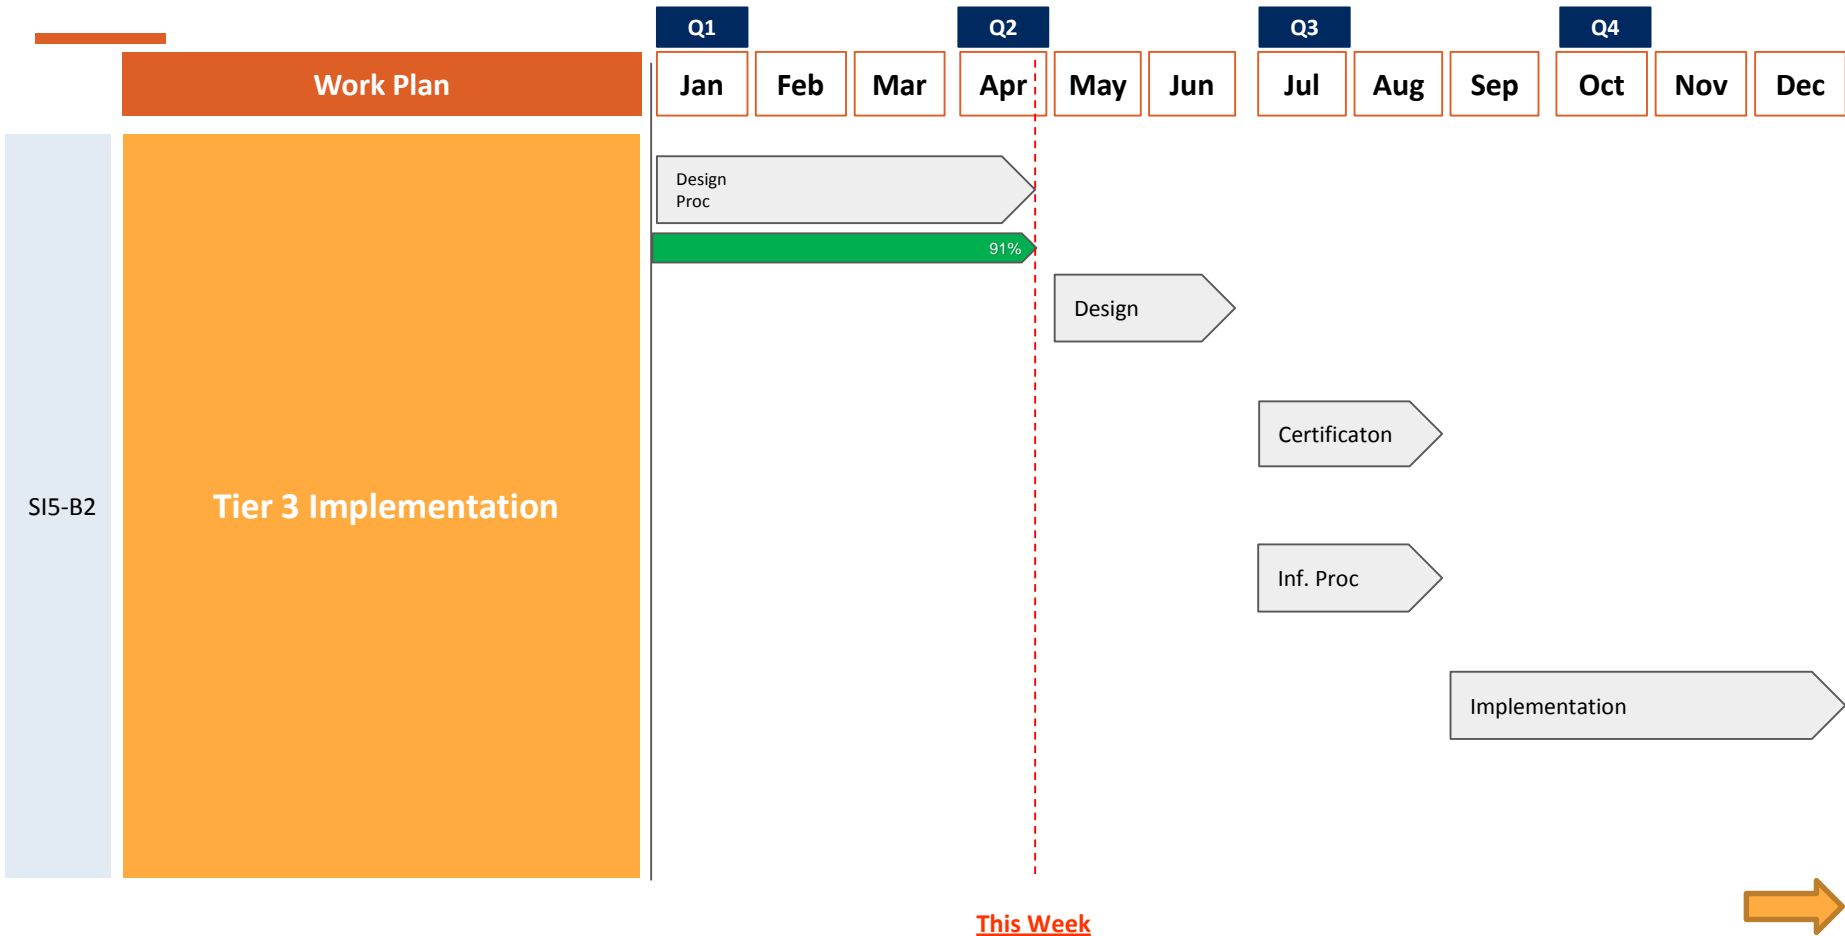 Q1
Q2
Q3
Q4
Work Plan
Jan
Feb
Mar
Apr
May
Jun
Jul
Aug
Sep
Oct
Nov
Dec
Design
Proc
91%
Design
Certificaton
SI5-B2
Tier 3 Implementation
Inf. Proc
Implementation
This Week